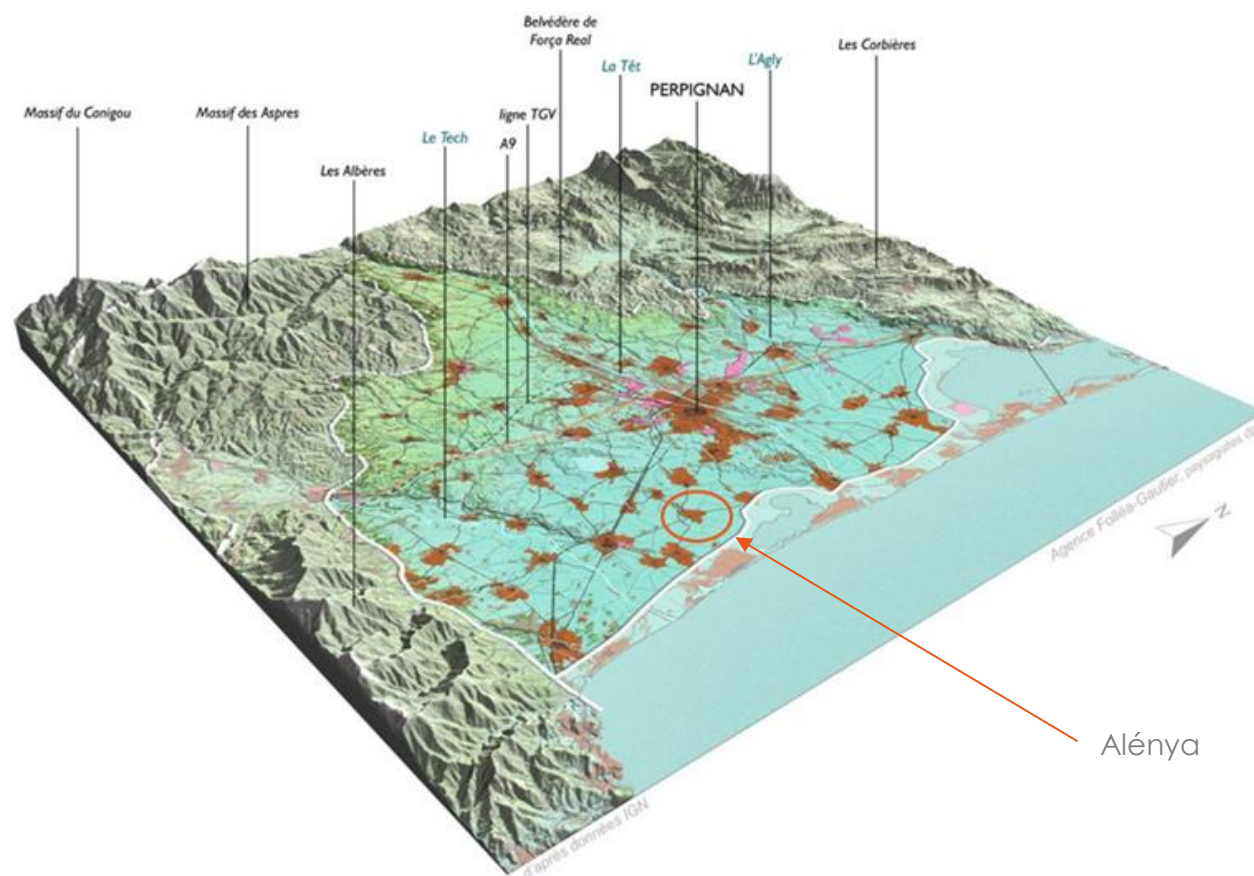 Belvédère de
Força Real
La Têt
L'Agly
Les Corbières
PERPIGNAN
Massif du Canigou
Massif des Aspres
ligne TGV
Le Tech
A9
Les Albères
N
Agence Folléa-Gautier, paysages
Alénya
d'après données IGN